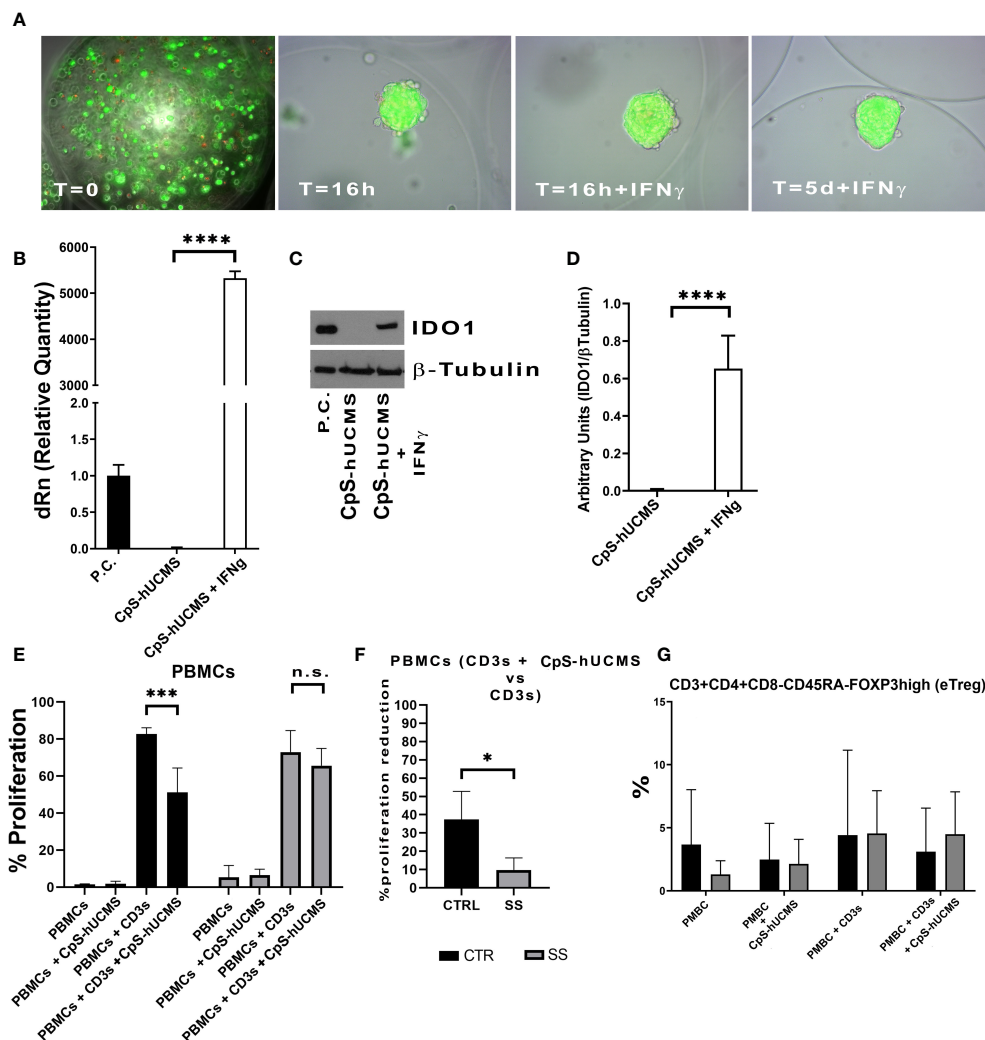 A
T=0
T=16h
T=16h+IFNγ
T=5d+IFNγ
B
dRn (Relative Quantity)
6000
5000
4000
3000
2.0
1.5
1.0
0.5
0.0
****
P.C.
CpS-hUCMS
CpS-hUCMS + IFNg
C
IDO1
β-Tubulin
P.C.
CpS-hUCMS
CpS-hUCMS
+
IFNγ
D
Arbitrary Units (IDO1/βTubulin)
1.0
0.8
0.6
0.4
0.2
0.0
****
CpS-hUCMS
CpS-hUCMS + IFNg
E
PBMCs
% Proliferation
100
80
60
40
20
0
***
n.s.
PBMCs
PBMCs + CpS-hUCMS
PBMCs + CD3s
PBMCs + CD3s +CpS-hUCMS
PBMCs
PBMCs + CpS-hUCMS
PBMCs + CD3s
PBMCs + CD3s +CpS-hUCMS
F
PBMCs (CD3s + CpS-hUCMS
vs
CD3s)
%proliferation reduction
100
90
80
70
60
50
40
30
20
10
0
*
CTRL
SS
CTR
SS
G
CD3+CD4+CD8-CD45RA-FOXP3high (eTreg)
%
15
10
5
0
PMBC
PMBC
+
CpS-hUCMS
PMBC + CD3s
PMBC + CD3s
+ CpS-hUCMS